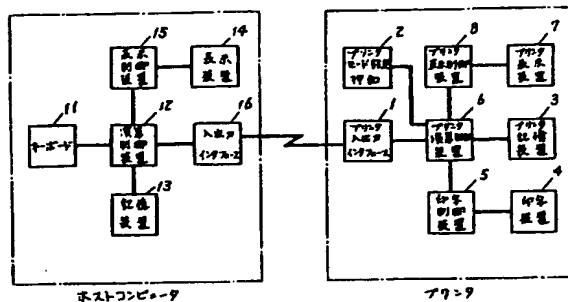 15
表示
制御
装置
14
表示
装置
11
キーボード
12
演算
制御
装置
16
入出力
インタフェース
13
記憶
装置
ホストコンピュータ
2
プリンタ
モード設定
8
プリンタ
表示制御
装置
7
プリンタ
表示
装置
1
プリンタ
入出力
インタフェース
6
プリンタ
演算制御
装置
3
プリンタ
記憶
装置
5
印字
制御
装置
4
印字
装置
プリンタ